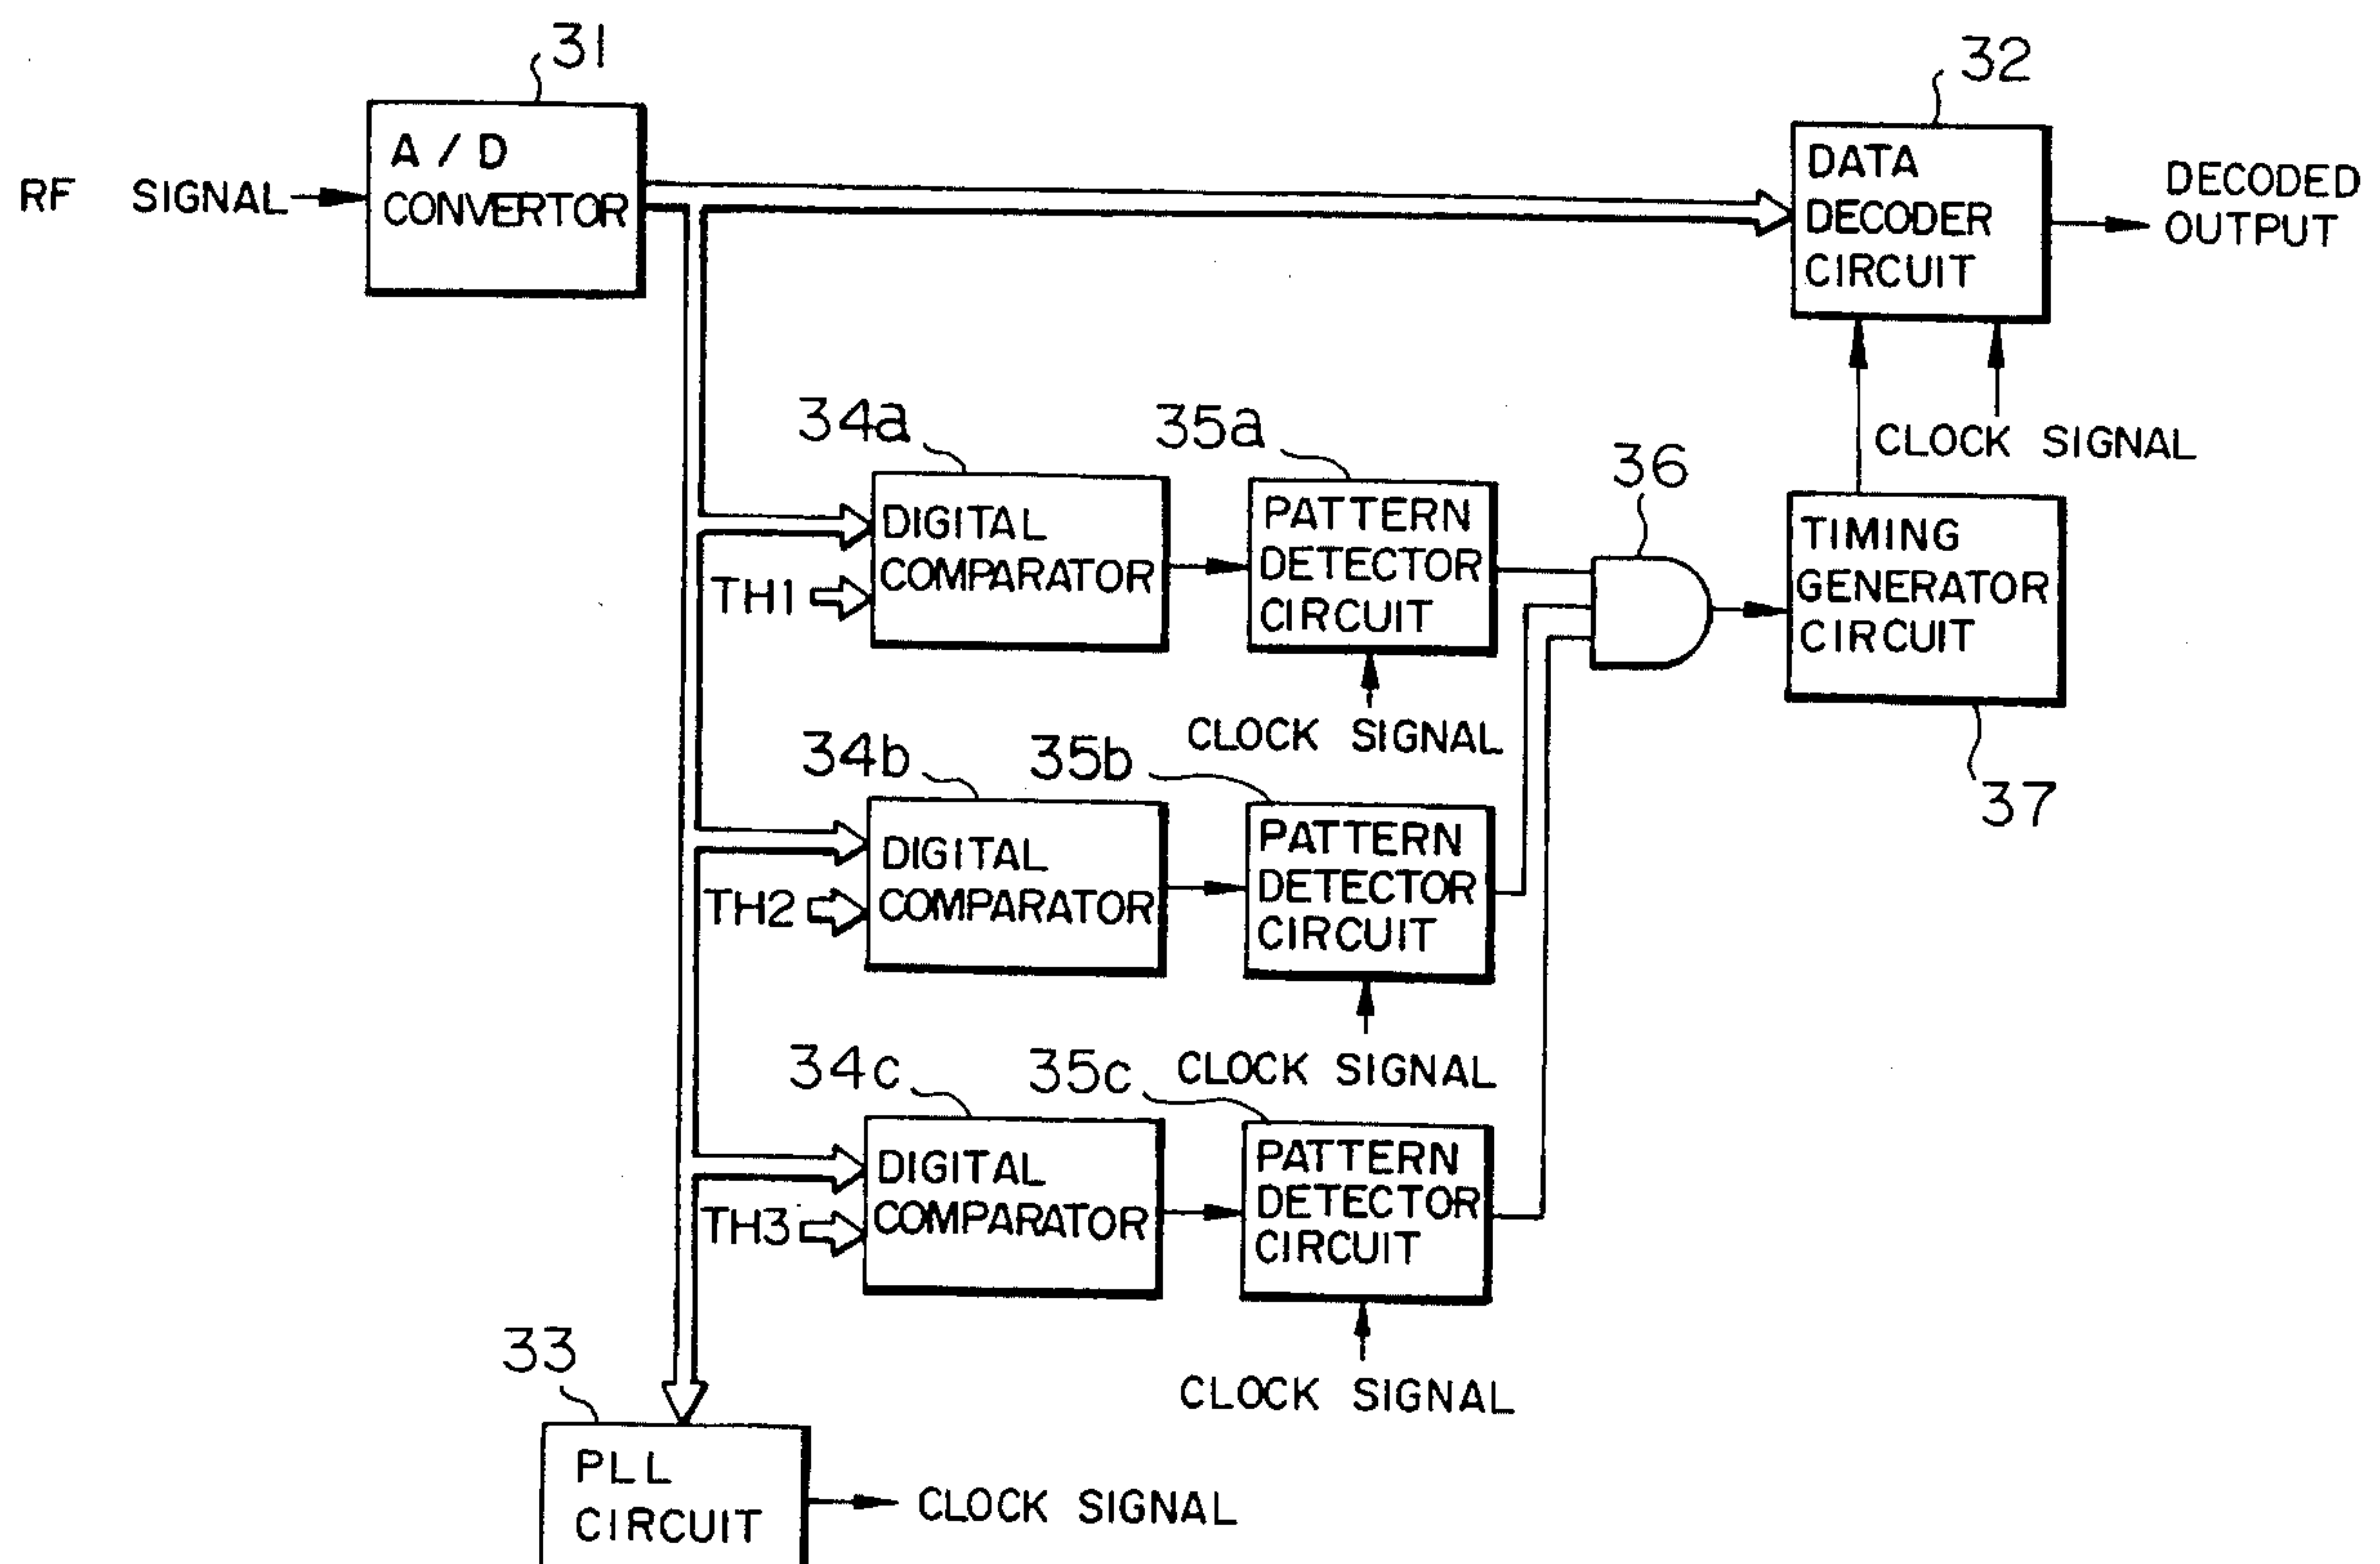 31
32
A / D
CONVERTOR
RF SIGNAL
DATA
DECODER
CIRCUIT
DECODED
OUTPUT
CLOCK SIGNAL
34a
35a
36
DIGITAL
COMPARATOR
TH1
PATTERN
DETECTOR
CIRCUIT
TIMING
GENERATOR
CIRCUIT
CLOCK SIGNAL
37
34b
35b
DIGITAL
COMPARATOR
TH2
PATTERN
DETECTOR
CIRCUIT
CLOCK SIGNAL
34c
35c
DIGITAL
COMPARATOR
TH3
PATTERN
DETECTOR
CIRCUIT
CLOCK SIGNAL
33
PLL
CIRCUIT
CLOCK SIGNAL